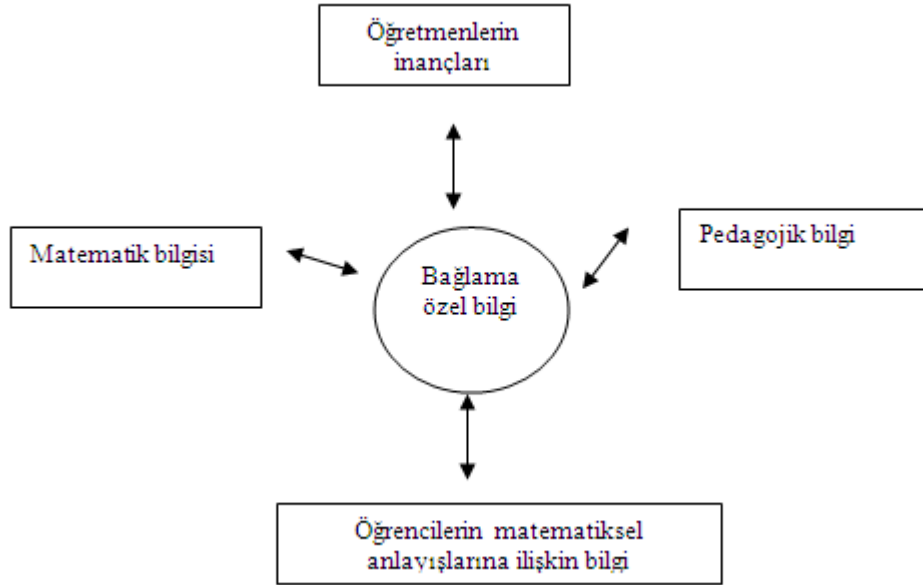 Öğretmenlerin
inançları
Matematik bilgisi
Pedagojik bilgi
Bağlama
özel bilgi
Öğrencilerin matematiksel
anlayışlarına ilişkin bilgi